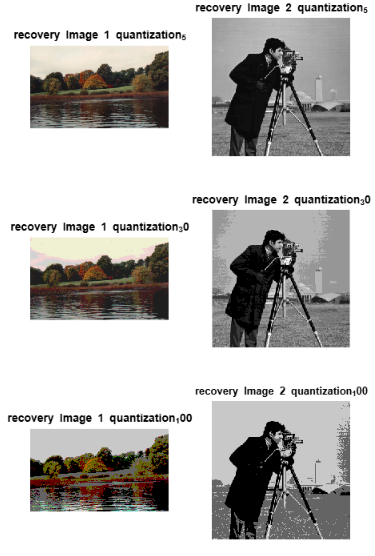 recovery Image 1 quantization₅
recovery Image 2 quantization₅
recovery Image 1 quantization₃0
recovery Image 2 quantization₃0
recovery Image 1 quantization₁00
recovery Image 2 quantization₁00